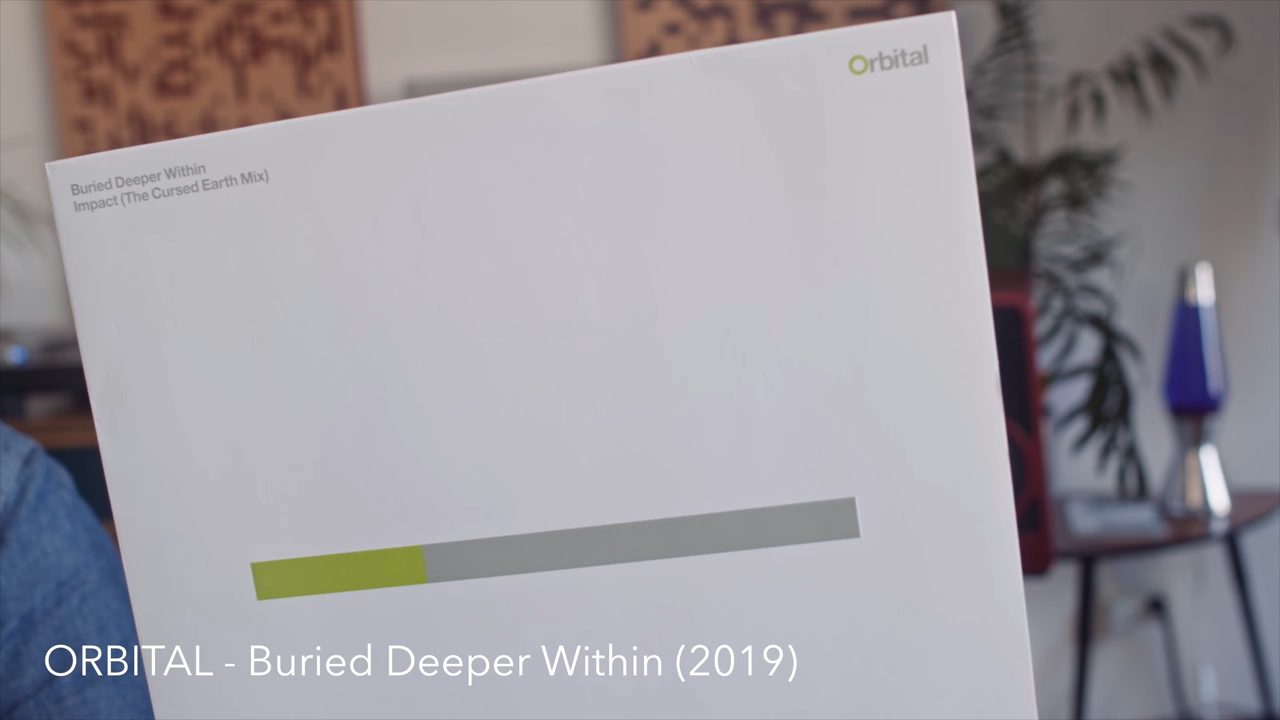 Orbital
Buried Deeper Within
Impact (The Cursed Earth Mix)
ORBITAL - Buried Deeper Within (2019)